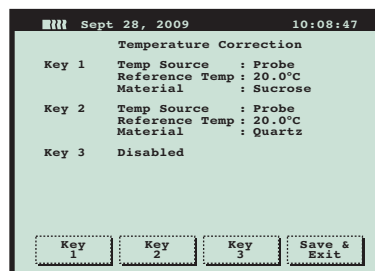 Sept 28, 2009 10:08:47
Temperature Correction
Key 1 Temp Source : Probe
Reference Temp : 20.0°C
Material : Sucrose
Key 2 Temp Source : Probe
Reference Temp : 20.0°C
Material : Quartz
Key 3 Disabled
Key 1
Key 2
Key 3
Save & Exit